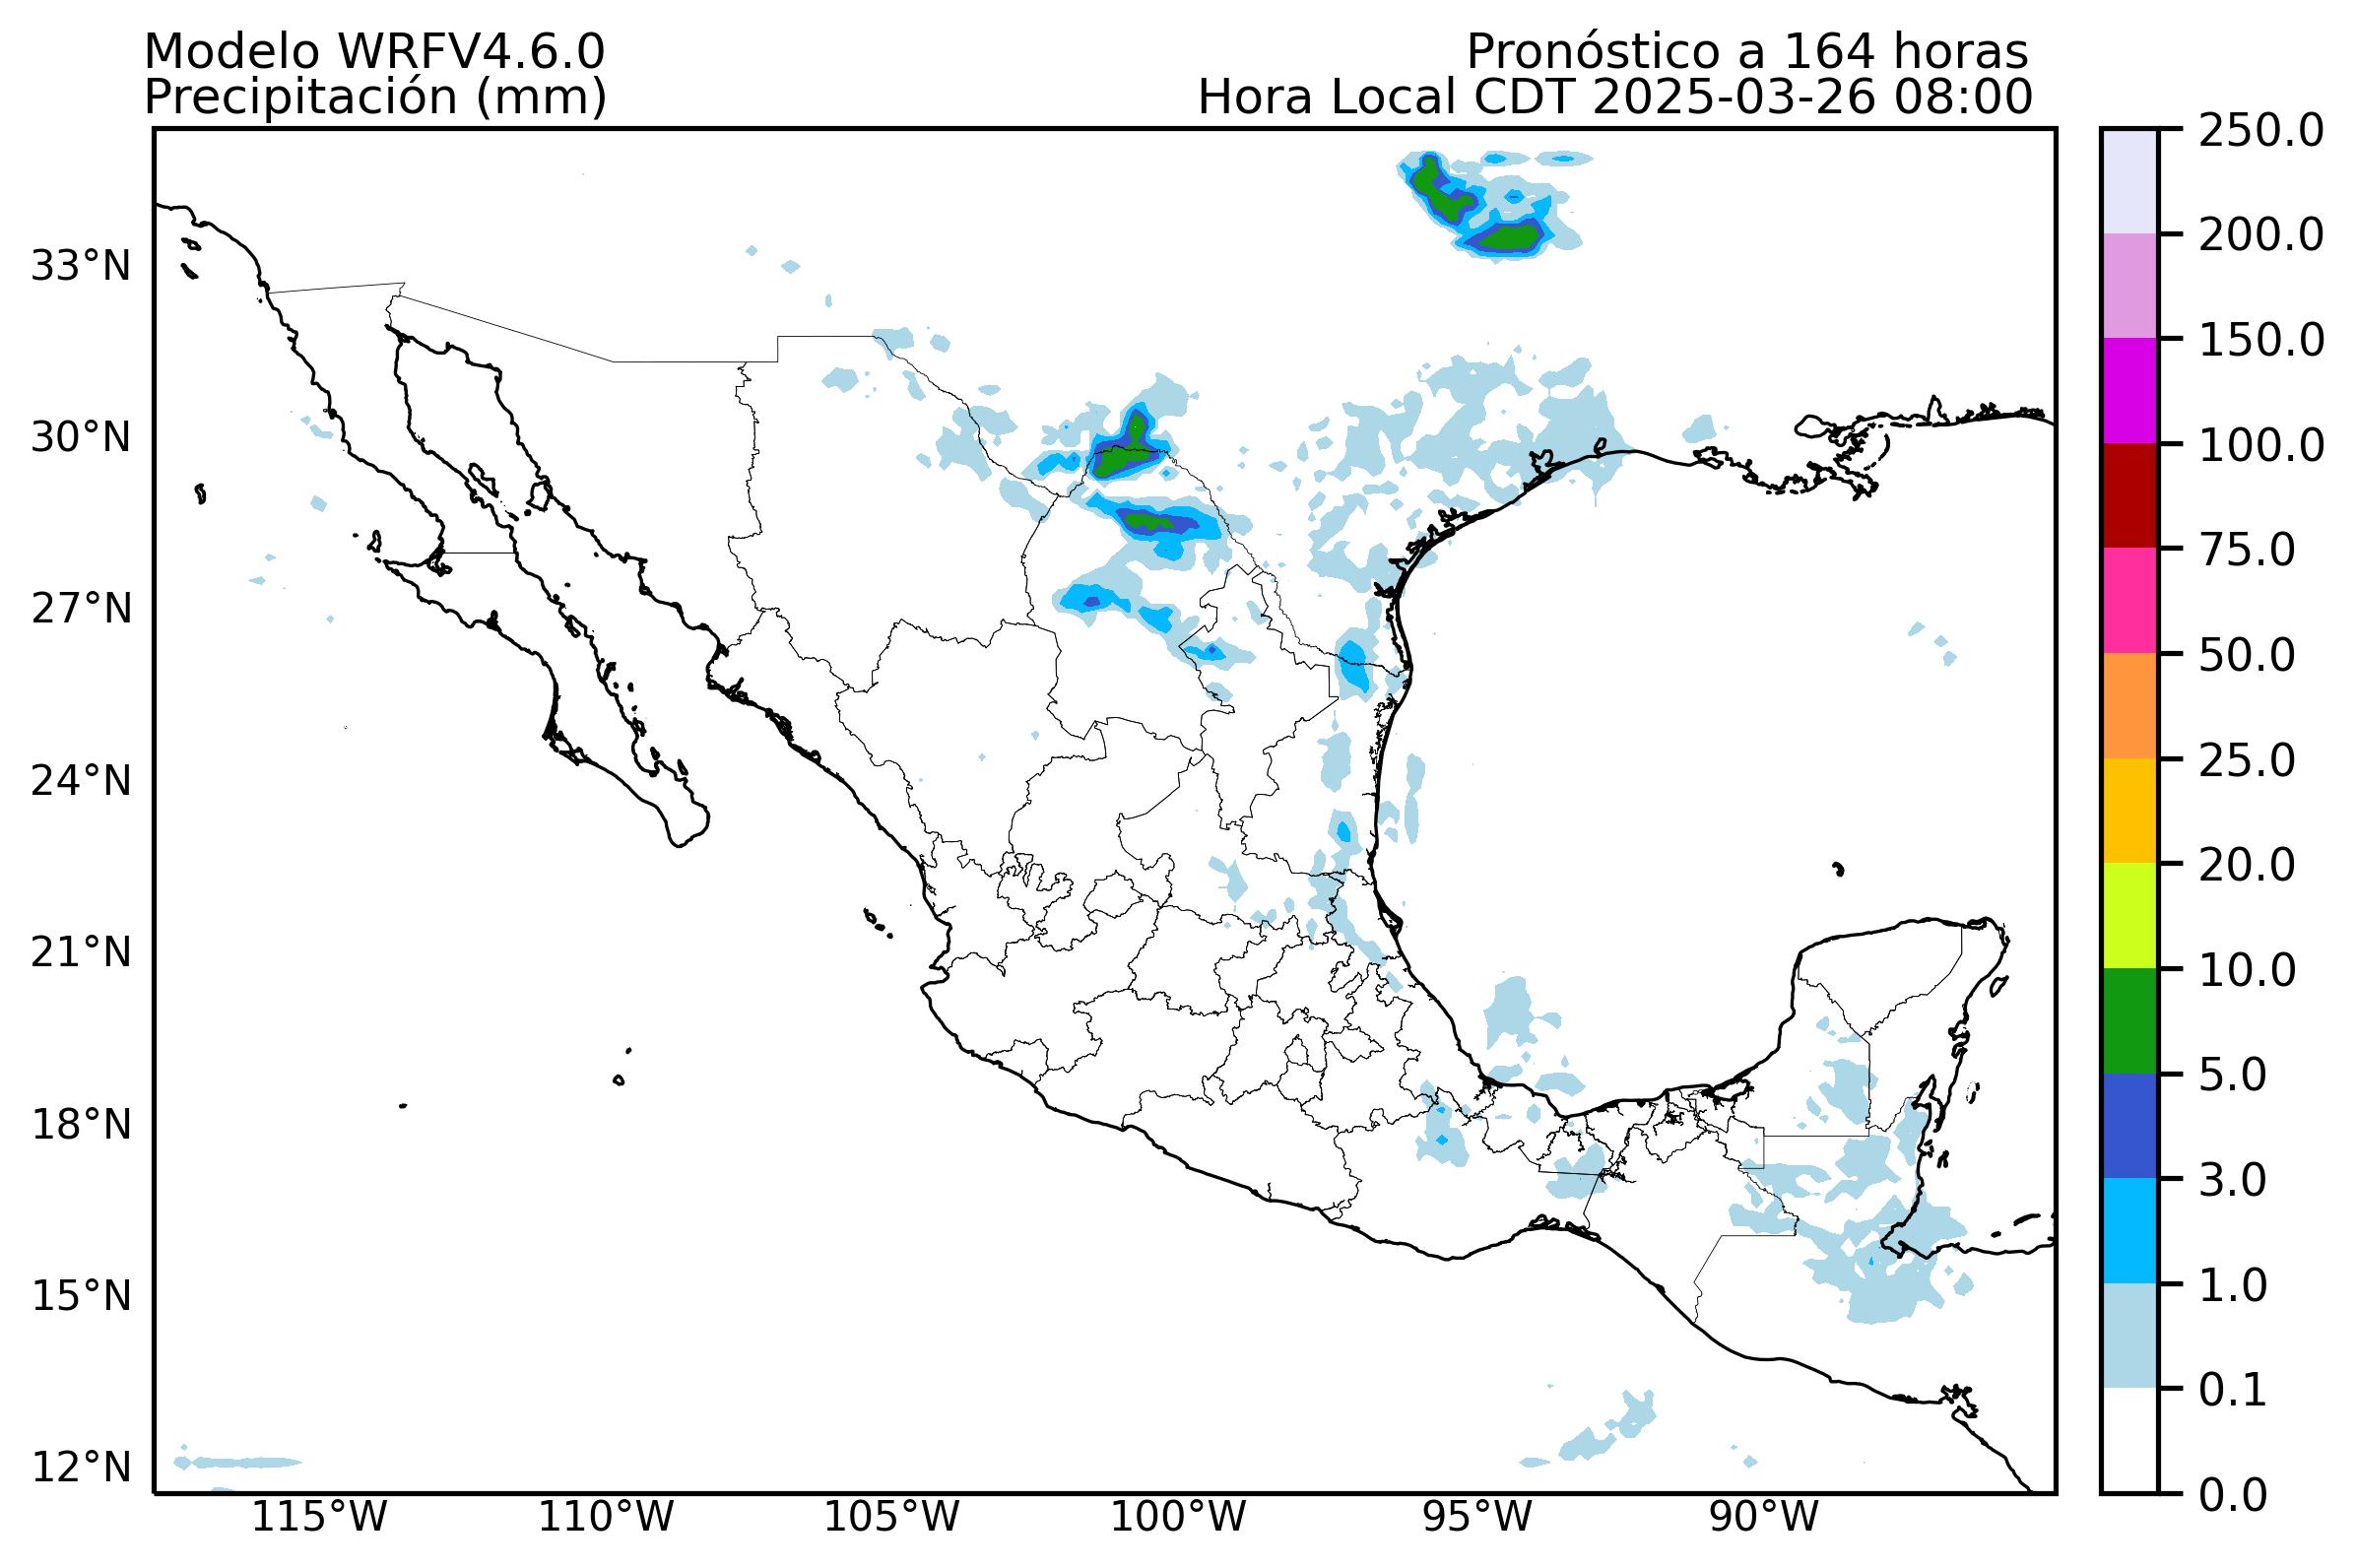 Modelo WRFV4.6.0
Precipitación (mm)
Pronóstico a 164 horas
Hora Local CDT 2025-03-26 08:00
33°N
30°N
27°N
24°N
21°N
18°N
15°N
12°N
115°W
110°W
105°W
100°W
95°W
90°W
250.0
200.0
150.0
100.0
75.0
50.0
25.0
20.0
10.0
5.0
3.0
1.0
0.1
0.0